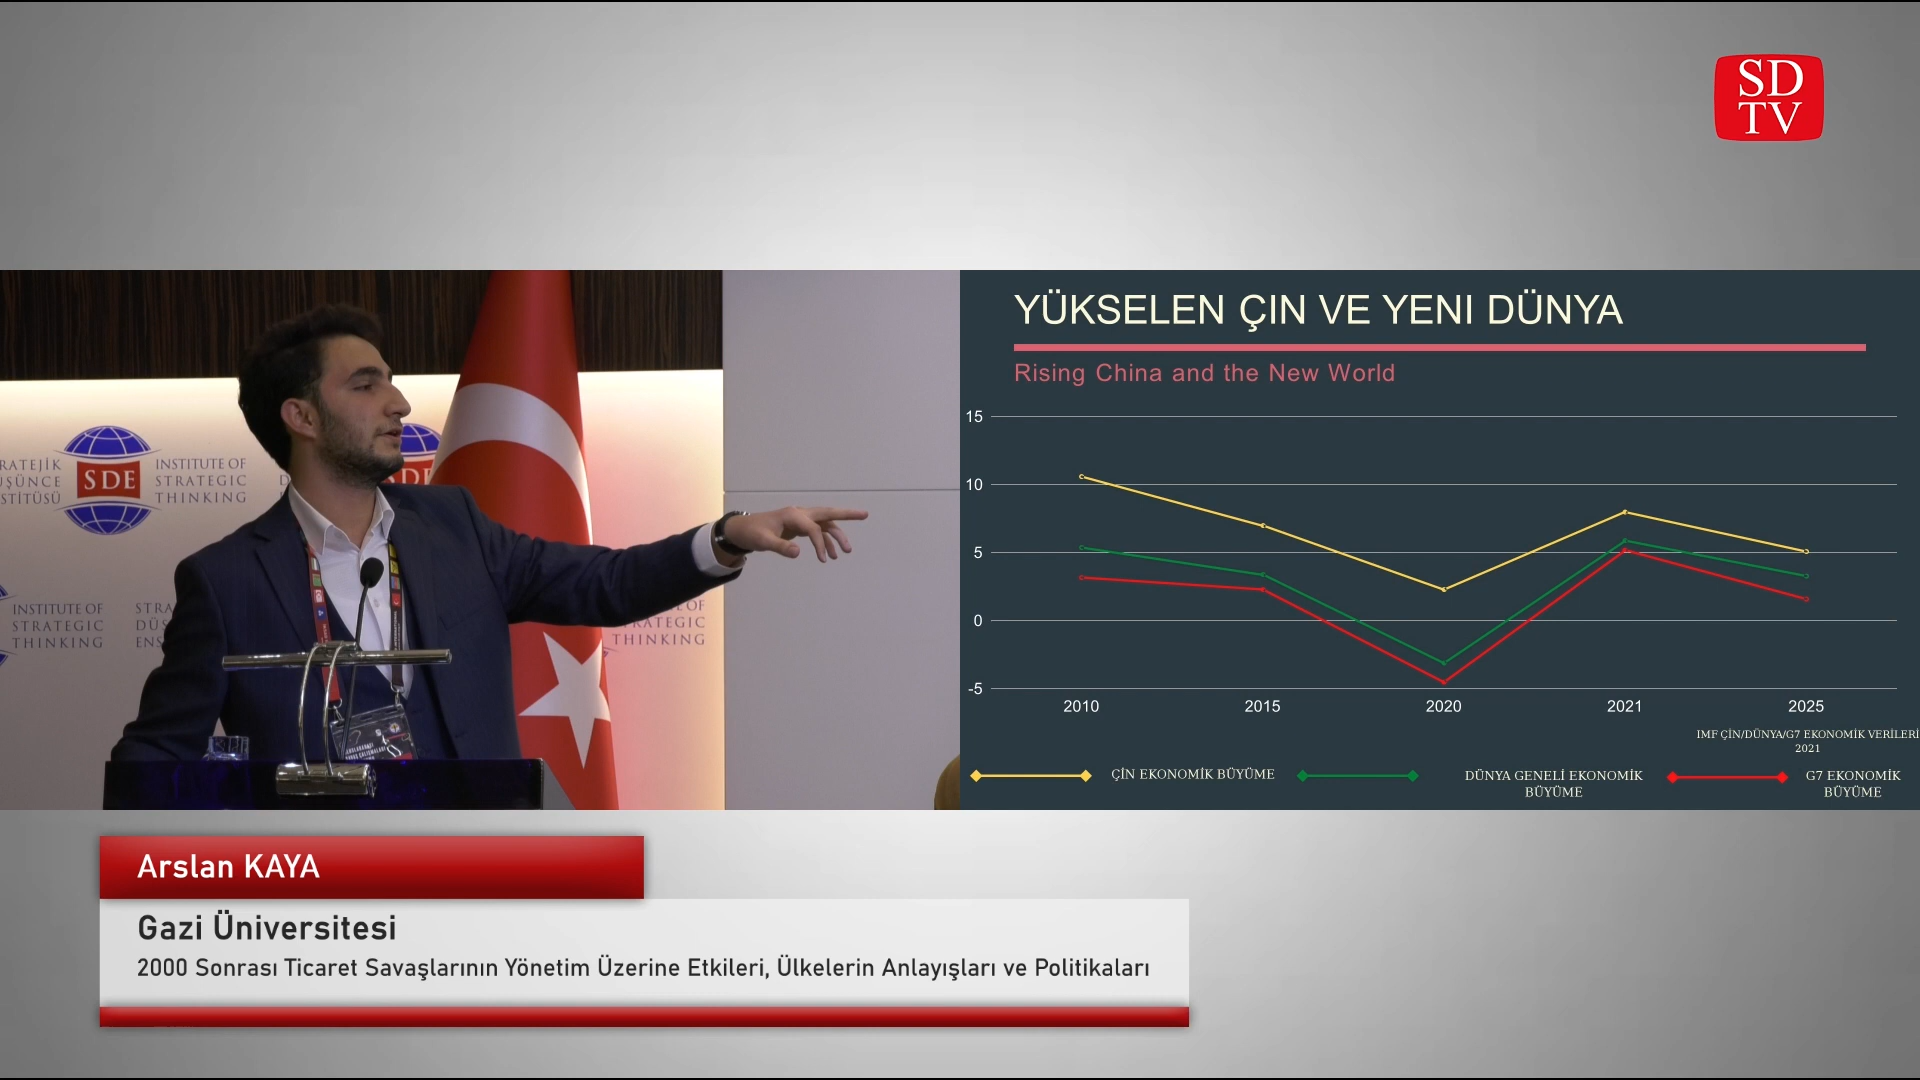 SD
TV
YÜKSELEN ÇIN VE YENI DÜNYA
Rising China and the New World
15
10
5
0
-5
2010 2015 2020 2021 2025
IMF ÇİN/DÜNYA/G7 EKONOMİK VERİLERİ
2021
ÇİN EKONOMİK BÜYÜME
DÜNYA GENELİ EKONOMİK
BÜYÜME
G7 EKONOMİK
BÜYÜME
SDE
INSTITUTE OF
STRATEGIC
THINKING
INSTITUTE OF
STRATEGIC
THINKING
THINKING
Arslan KAYA
Gazi Üniversitesi
2000 Sonrası Ticaret Savaşlarının Yönetim Üzerine Etkileri, Ülkelerin Anlayışları ve Politikaları